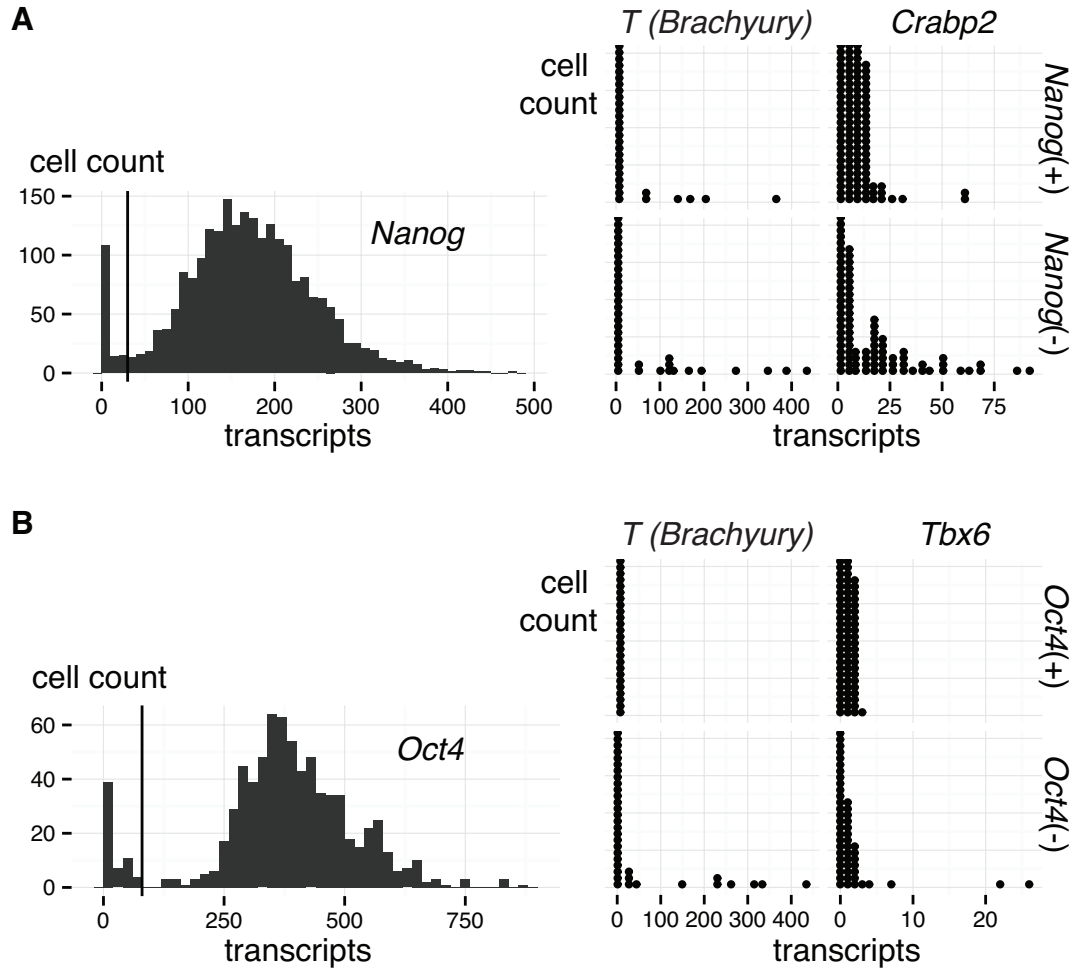 A
T (Brachyury)
Crabp2
cell
count
Nanog(+)
cell count
150
100
50
0
Nanog
Nanog(-)
0 100 200 300 400 500
transcripts
0 100 200 300 400
0 25 50 75
transcripts
B
T (Brachyury)
Tbx6
cell
count
Oct4(+)
cell count
60
40
20
0
Oct4
Oct4(-)
0 250 500 750
transcripts
0 100 200 300 400
0 10 20
transcripts